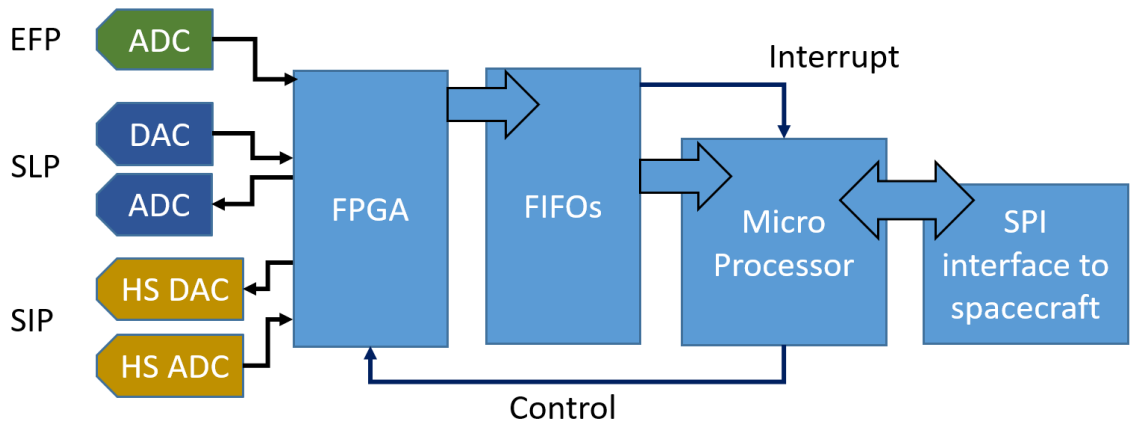 EFP
ADC
SLP
DAC
ADC
SIP
HS DAC
HS ADC
FPGA
FIFOs
Interrupt
Micro
Processor
SPI
interface to
spacecraft
Control